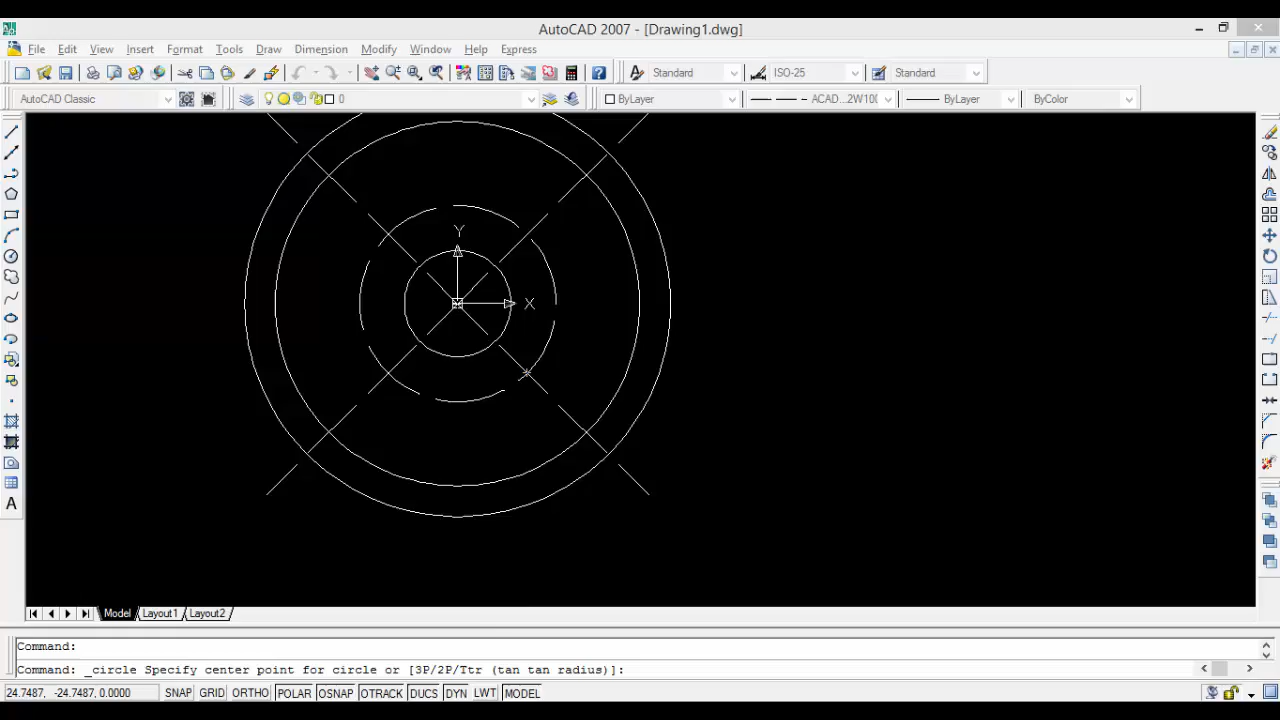 AutoCAD 2007 - [Drawing1.dwg]
File Edit View Insert Format Tools Draw Dimension Modify Window Help Express
Standard ISO-25 Standard
AutoCAD Classic 0 ByLayer ACAD...2W100 ByLayer ByColor
Y
X
A
Model Layout1 Layout2
Command:
Command: _circle Specify center point for circle or [3P/2P/Ttr (tan tan radius)]:
24.7487, -24.7487, 0.0000 SNAP GRID ORTHO POLAR OSNAP OTRACK DUCS DYN LWT MODEL